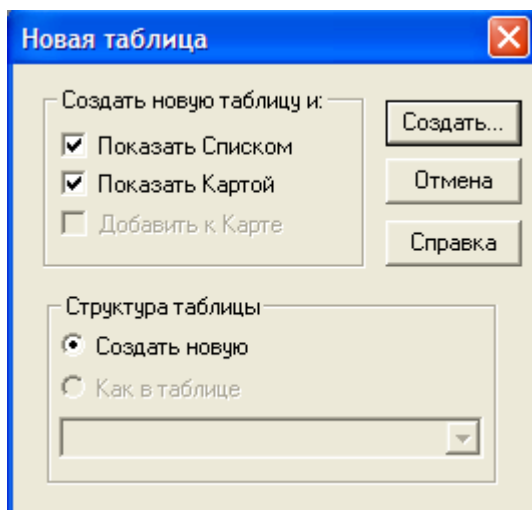 Новая таблица
Создать новую таблицу и:
Показать Списком
Показать Картой
Добавить к Карте
Создать...
Отмена
Справка
Структура таблицы
Создать новую
Как в таблице